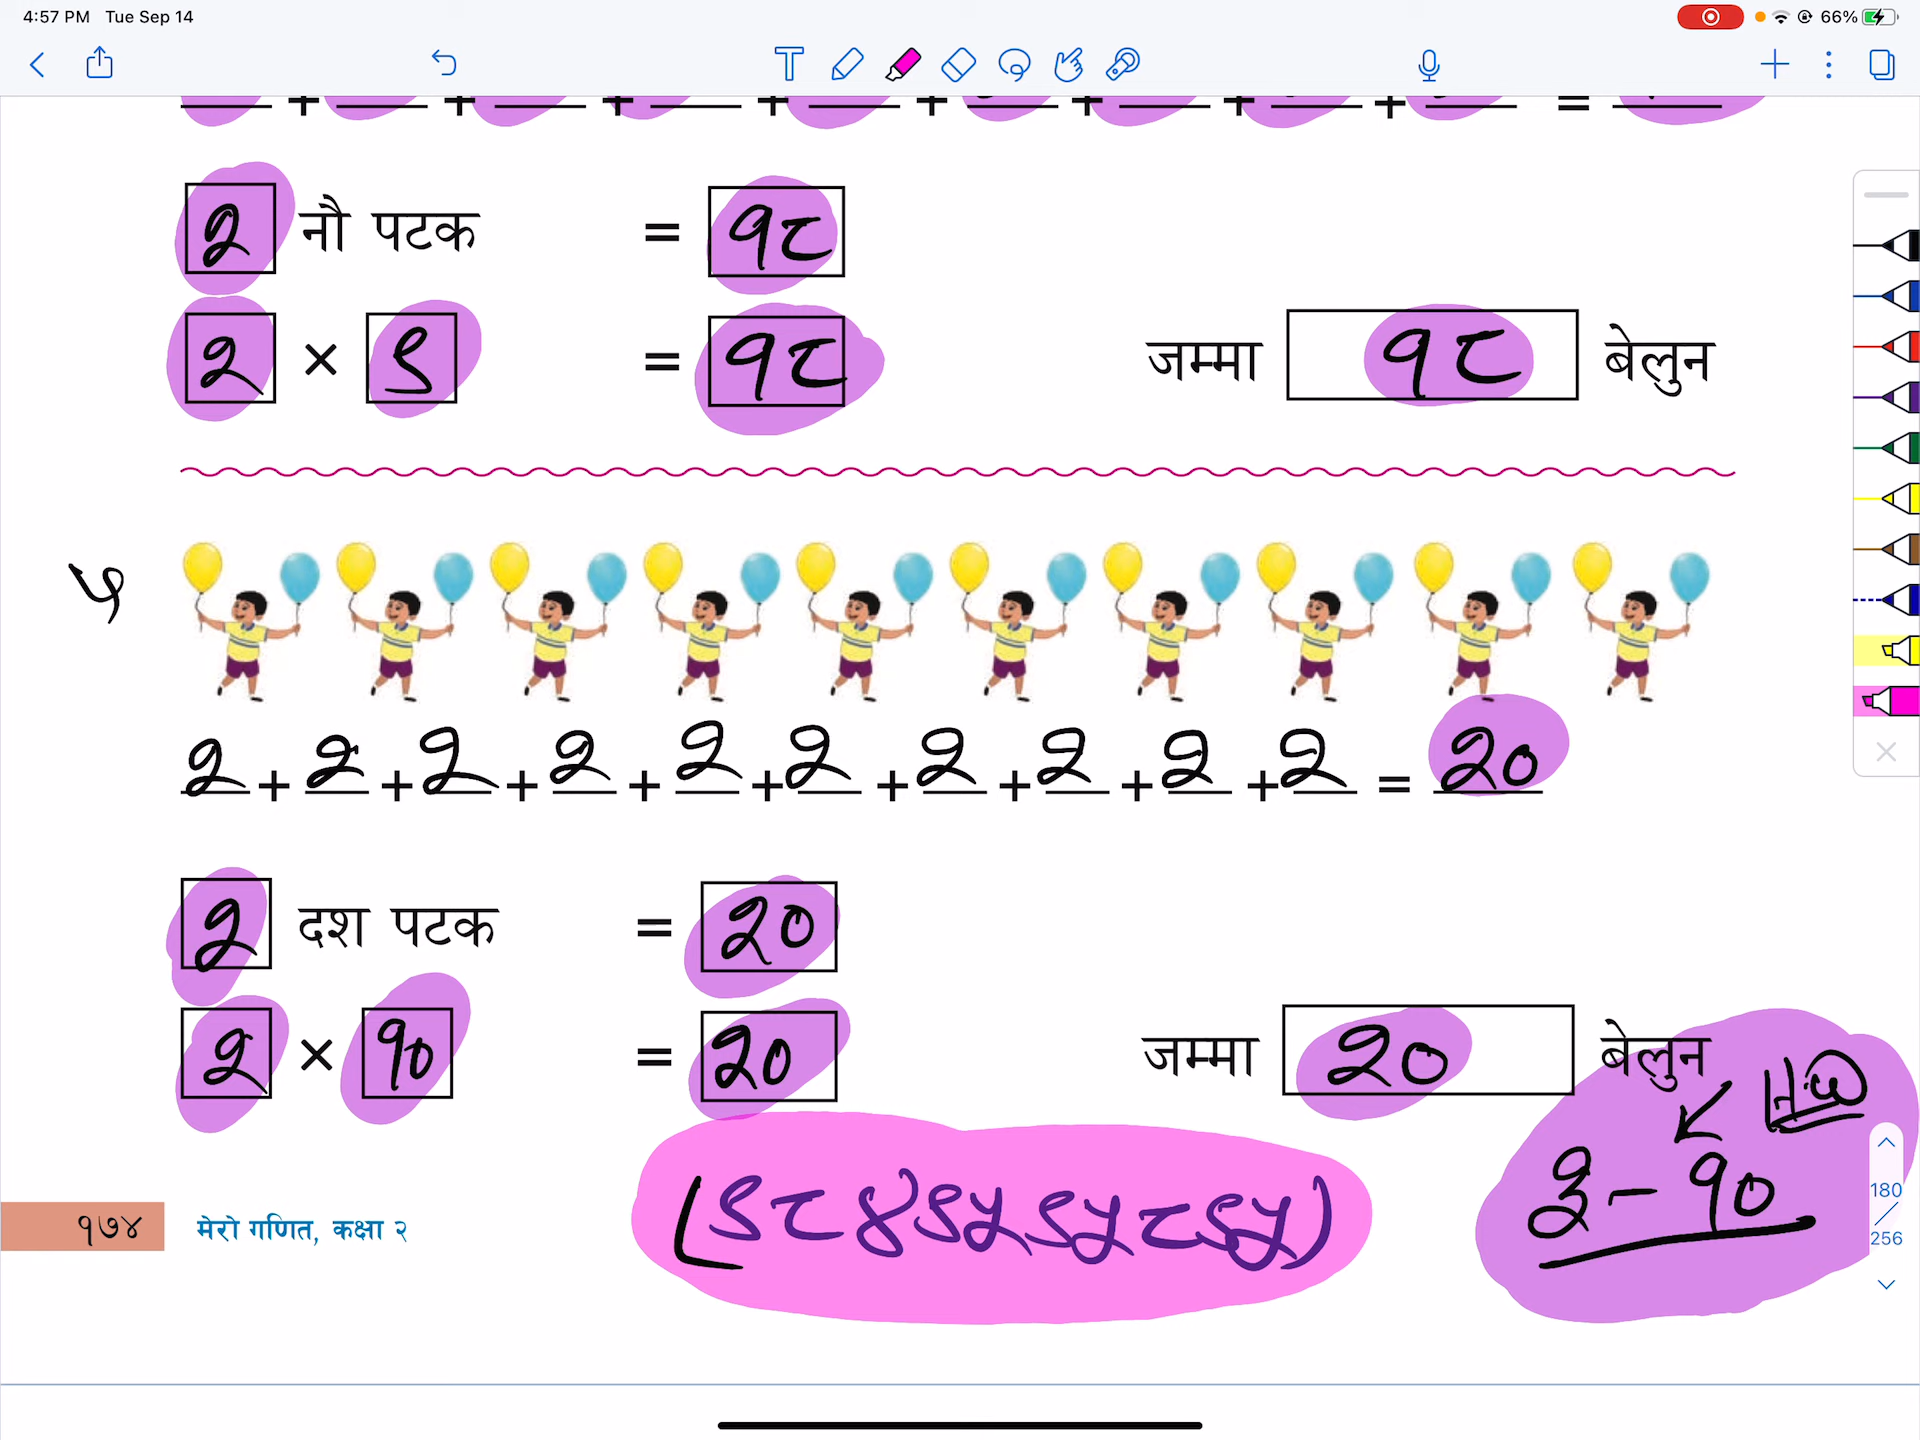 4:57 PM Tue Sep 14
66%
२ नौ पटक = १८
२ × ९ = १८ जम्मा १८ बेलुन
५
२ + २ + २ + २ + २ + २ + २ + २ + २ + २ = २०
२ दश पटक = २०
२ × १० = २० जम्मा २० बेलुन
H.W
३ – १०
(९८४९५९५८९५)
१७४ मेरो गणित, कक्षा २
180
/
256